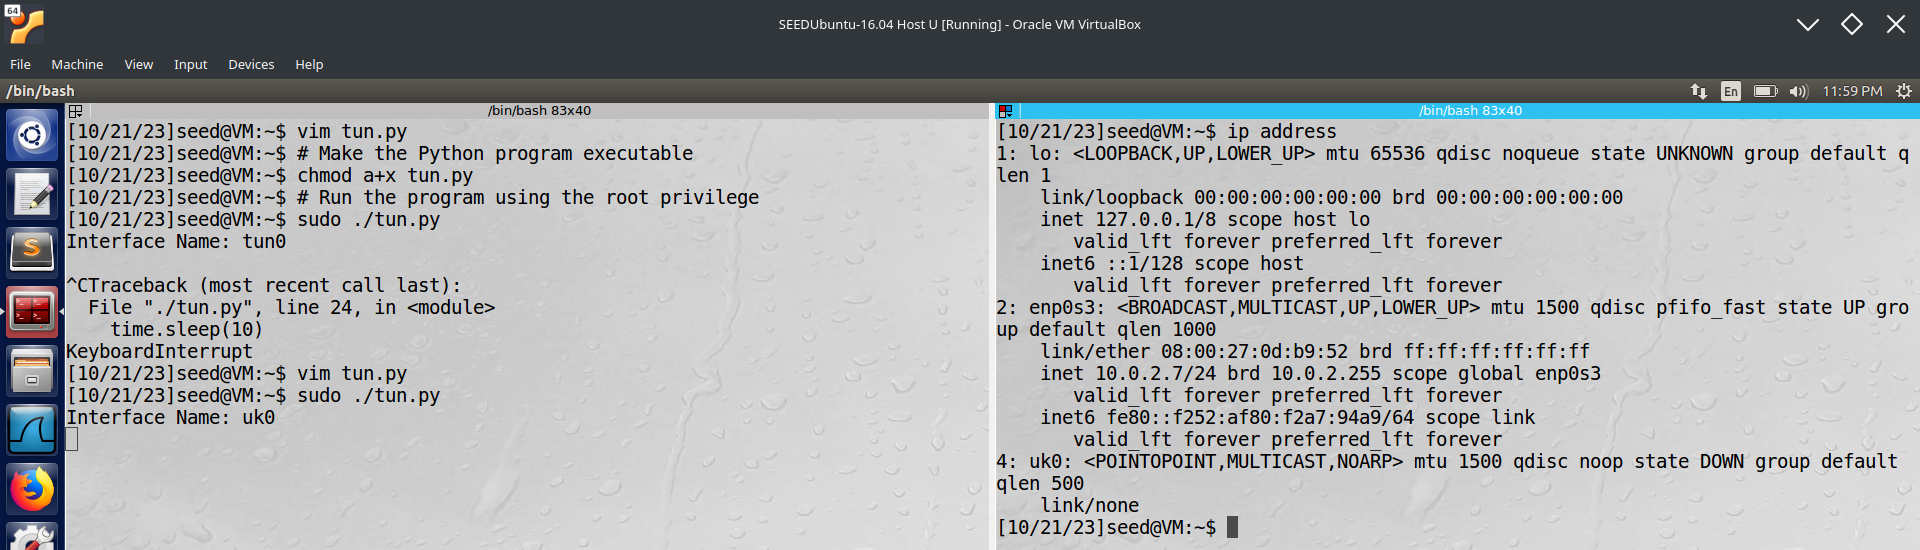 64
SEEDUbuntu-16.04 Host U [Running] - Oracle VM VirtualBox
File Machine View Input Devices Help
/bin/bash
En
11:59 PM
/bin/bash 83x40
[10/21/23]seed@VM:~$ vim tun.py
[10/21/23]seed@VM:~$ # Make the Python program executable
[10/21/23]seed@VM:~$ chmod a+x tun.py
[10/21/23]seed@VM:~$ # Run the program using the root privilege
[10/21/23]seed@VM:~$ sudo ./tun.py
Interface Name: tun0
^CTraceback (most recent call last):
  File "./tun.py", line 24, in <module>
    time.sleep(10)
KeyboardInterrupt
[10/21/23]seed@VM:~$ vim tun.py
[10/21/23]seed@VM:~$ sudo ./tun.py
Interface Name: uk0
/bin/bash 83x40
[10/21/23]seed@VM:~$ ip address
1: lo: <LOOPBACK,UP,LOWER_UP> mtu 65536 qdisc noqueue state UNKNOWN group default q
len 1
    link/loopback 00:00:00:00:00:00 brd 00:00:00:00:00:00
    inet 127.0.0.1/8 scope host lo
       valid_lft forever preferred_lft forever
    inet6 ::1/128 scope host
       valid_lft forever preferred_lft forever
2: enp0s3: <BROADCAST,MULTICAST,UP,LOWER_UP> mtu 1500 qdisc pfifo_fast state UP gro
up default qlen 1000
    link/ether 08:00:27:0d:b9:52 brd ff:ff:ff:ff:ff:ff
    inet 10.0.2.7/24 brd 10.0.2.255 scope global enp0s3
       valid_lft forever preferred_lft forever
    inet6 fe80::f252:af80:f2a7:94a9/64 scope link
       valid_lft forever preferred_lft forever
4: uk0: <POINTOPOINT,MULTICAST,NOARP> mtu 1500 qdisc noop state DOWN group default
qlen 500
    link/none
[10/21/23]seed@VM:~$